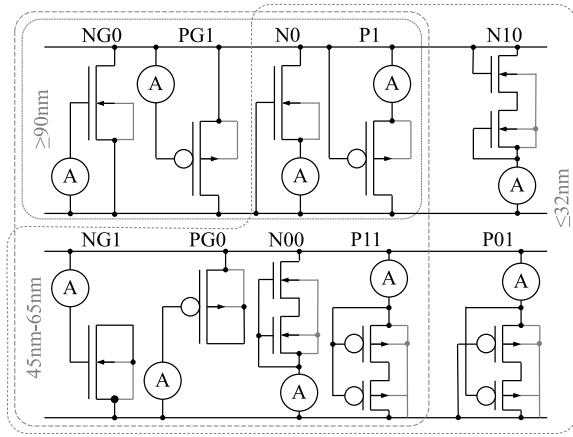 NG0 PG1 N0 P1 N10
A A A A A
≥90nm
≤32nm
NG1 PG0 N00 P11 P01
A A A A A
45nm-65nm